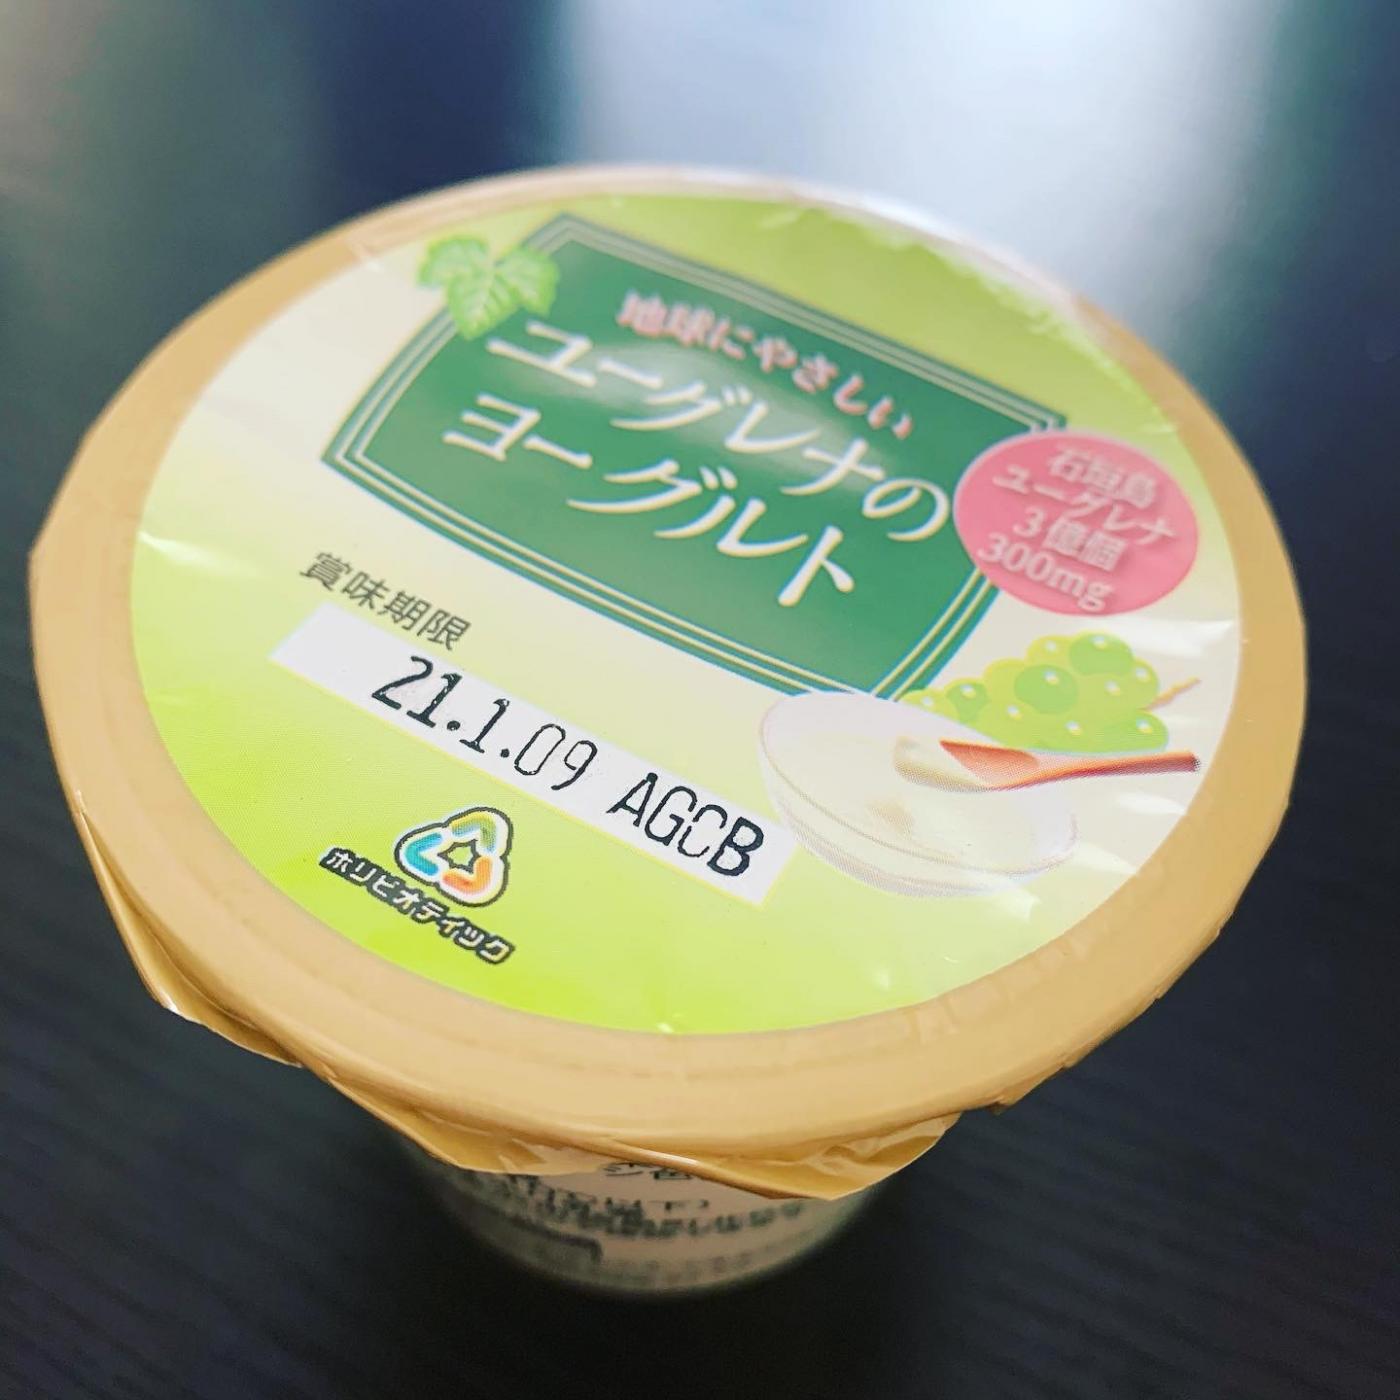 地球にやさしい
ユーグレナの
ヨーグルト
石垣島
ユーグレナ
3億個
300mg
賞味期限
21.1.09 AGCB
ホリビオティック